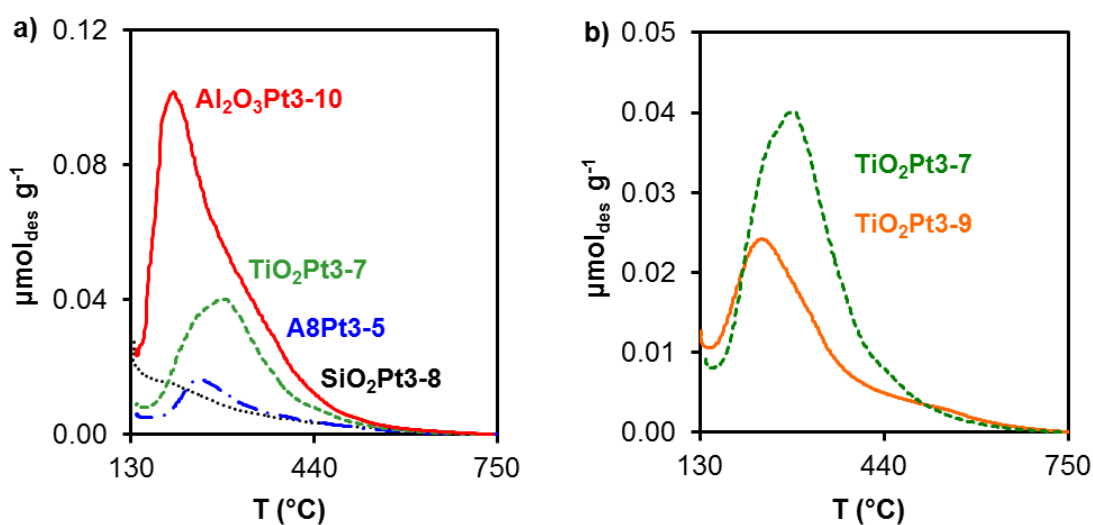 a)
0.12
0.08
0.04
0.00
μmol_des g⁻¹
Al₂O₃Pt3-10
TiO₂Pt3-7
A8Pt3-5
SiO₂Pt3-8
130
440
750
T (°C)
b)
0.05
0.04
0.03
0.02
0.01
0.00
μmol_des g⁻¹
TiO₂Pt3-7
TiO₂Pt3-9
130
440
750
T (°C)